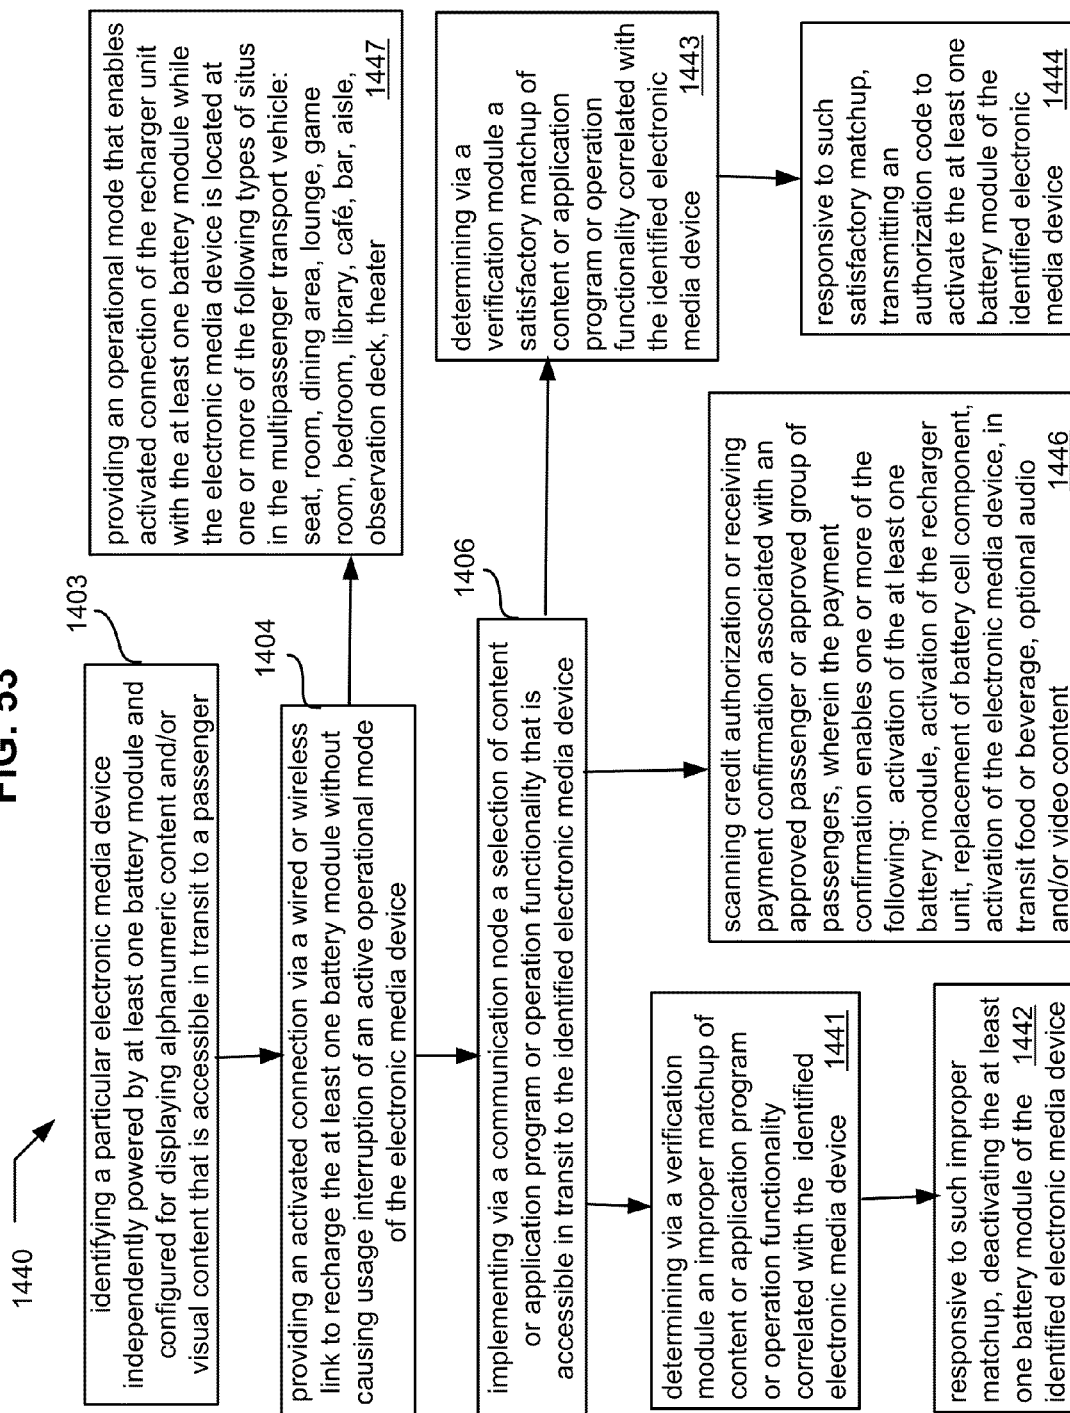 FIG. 53
1440
identifying a particular electronic media device
independently powered by at least one battery module and
configured for displaying alphanumeric content and/or
visual content that is accessible in transit to a passenger
1403
providing an activated connection via a wired or wireless
link to recharge the at least one battery module without
causing usage interruption of an active operational mode
of the electronic media device
1404
providing an operational mode that enables
activated connection of the recharger unit
with the at least one battery module while
the electronic media device is located at
one or more of the following types of situs
in the multipassenger transport vehicle:
seat, room, dining area, lounge, game
room, bedroom, library, café, bar, aisle,
observation deck, theater 1447
implementing via a communication node a selection of content
or application program or operation functionality that is
accessible in transit to the identified electronic media device
1406
determining via a verification
module an improper matchup of
content or application program
or operation functionality
correlated with the identified
electronic media device 1441
responsive to such improper
matchup, deactivating the at least
one battery module of the 1442
identified electronic media device
scanning credit authorization or receiving
payment confirmation associated with an
approved passenger or approved group of
passengers, wherein the payment
confirmation enables one or more of the
following: activation of the at least one
battery module, activation of the recharger
unit, replacement of battery cell component,
activation of the electronic media device, in
transit food or beverage, optional audio
and/or video content 1446
determining via a
verification module a
satisfactory matchup of
content or application
program or operation
functionality correlated with
the identified electronic
media device 1443
responsive to such
satisfactory matchup,
transmitting an
authorization code to
activate the at least one
battery module of the
identified electronic
media device 1444